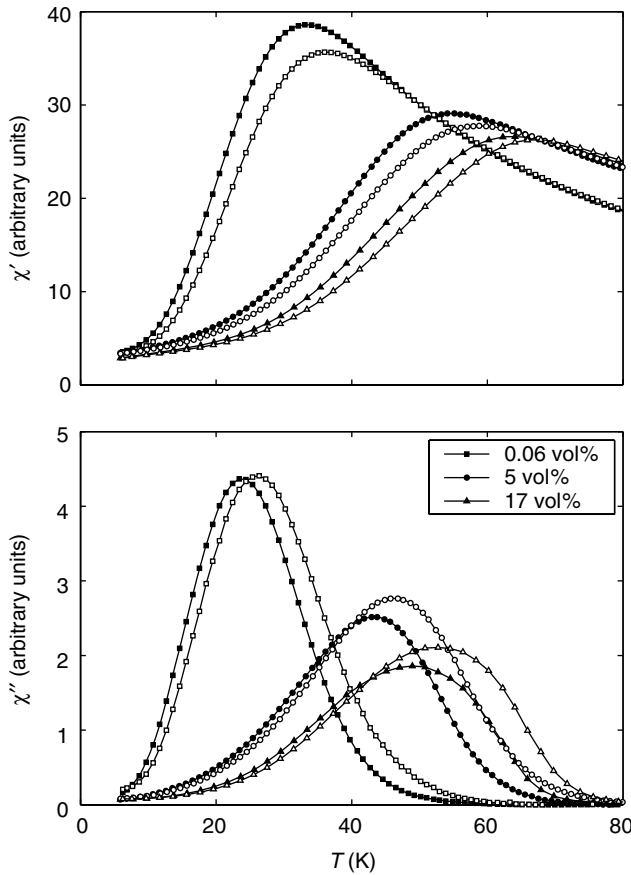 40
30
20
10
0
χ′ (arbitrary units)
5
4
3
2
1
0
χ″ (arbitrary units)
0.06 vol%
5 vol%
17 vol%
0 20 40 60 80
T (K)